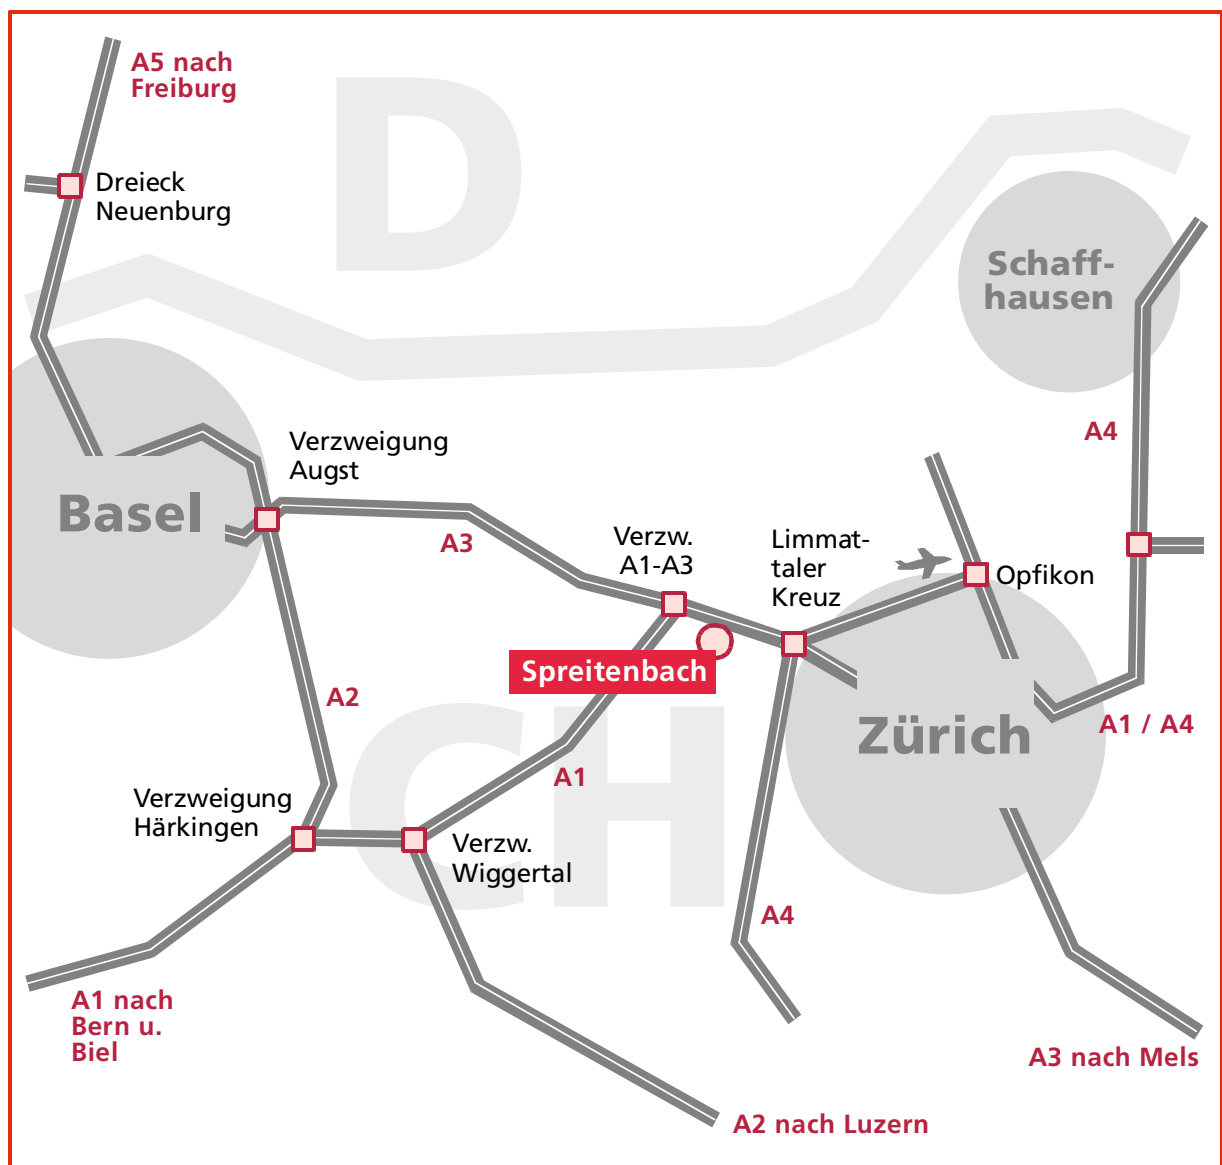 A5 nach
Freiburg
D
Dreieck
Neuenburg
Schaff-
hausen
A4
Verzweigung
Augst
Basel
A3
Verzw.
A1-A3
Limmat-
taler
Kreuz
Opfikon
Spreitenbach
A2
Zürich
A1 / A4
A1
CH
Verzweigung
Härkingen
Verzw.
Wiggertal
A4
A1 nach
Bern u.
Biel
A3 nach Mels
A2 nach Luzern